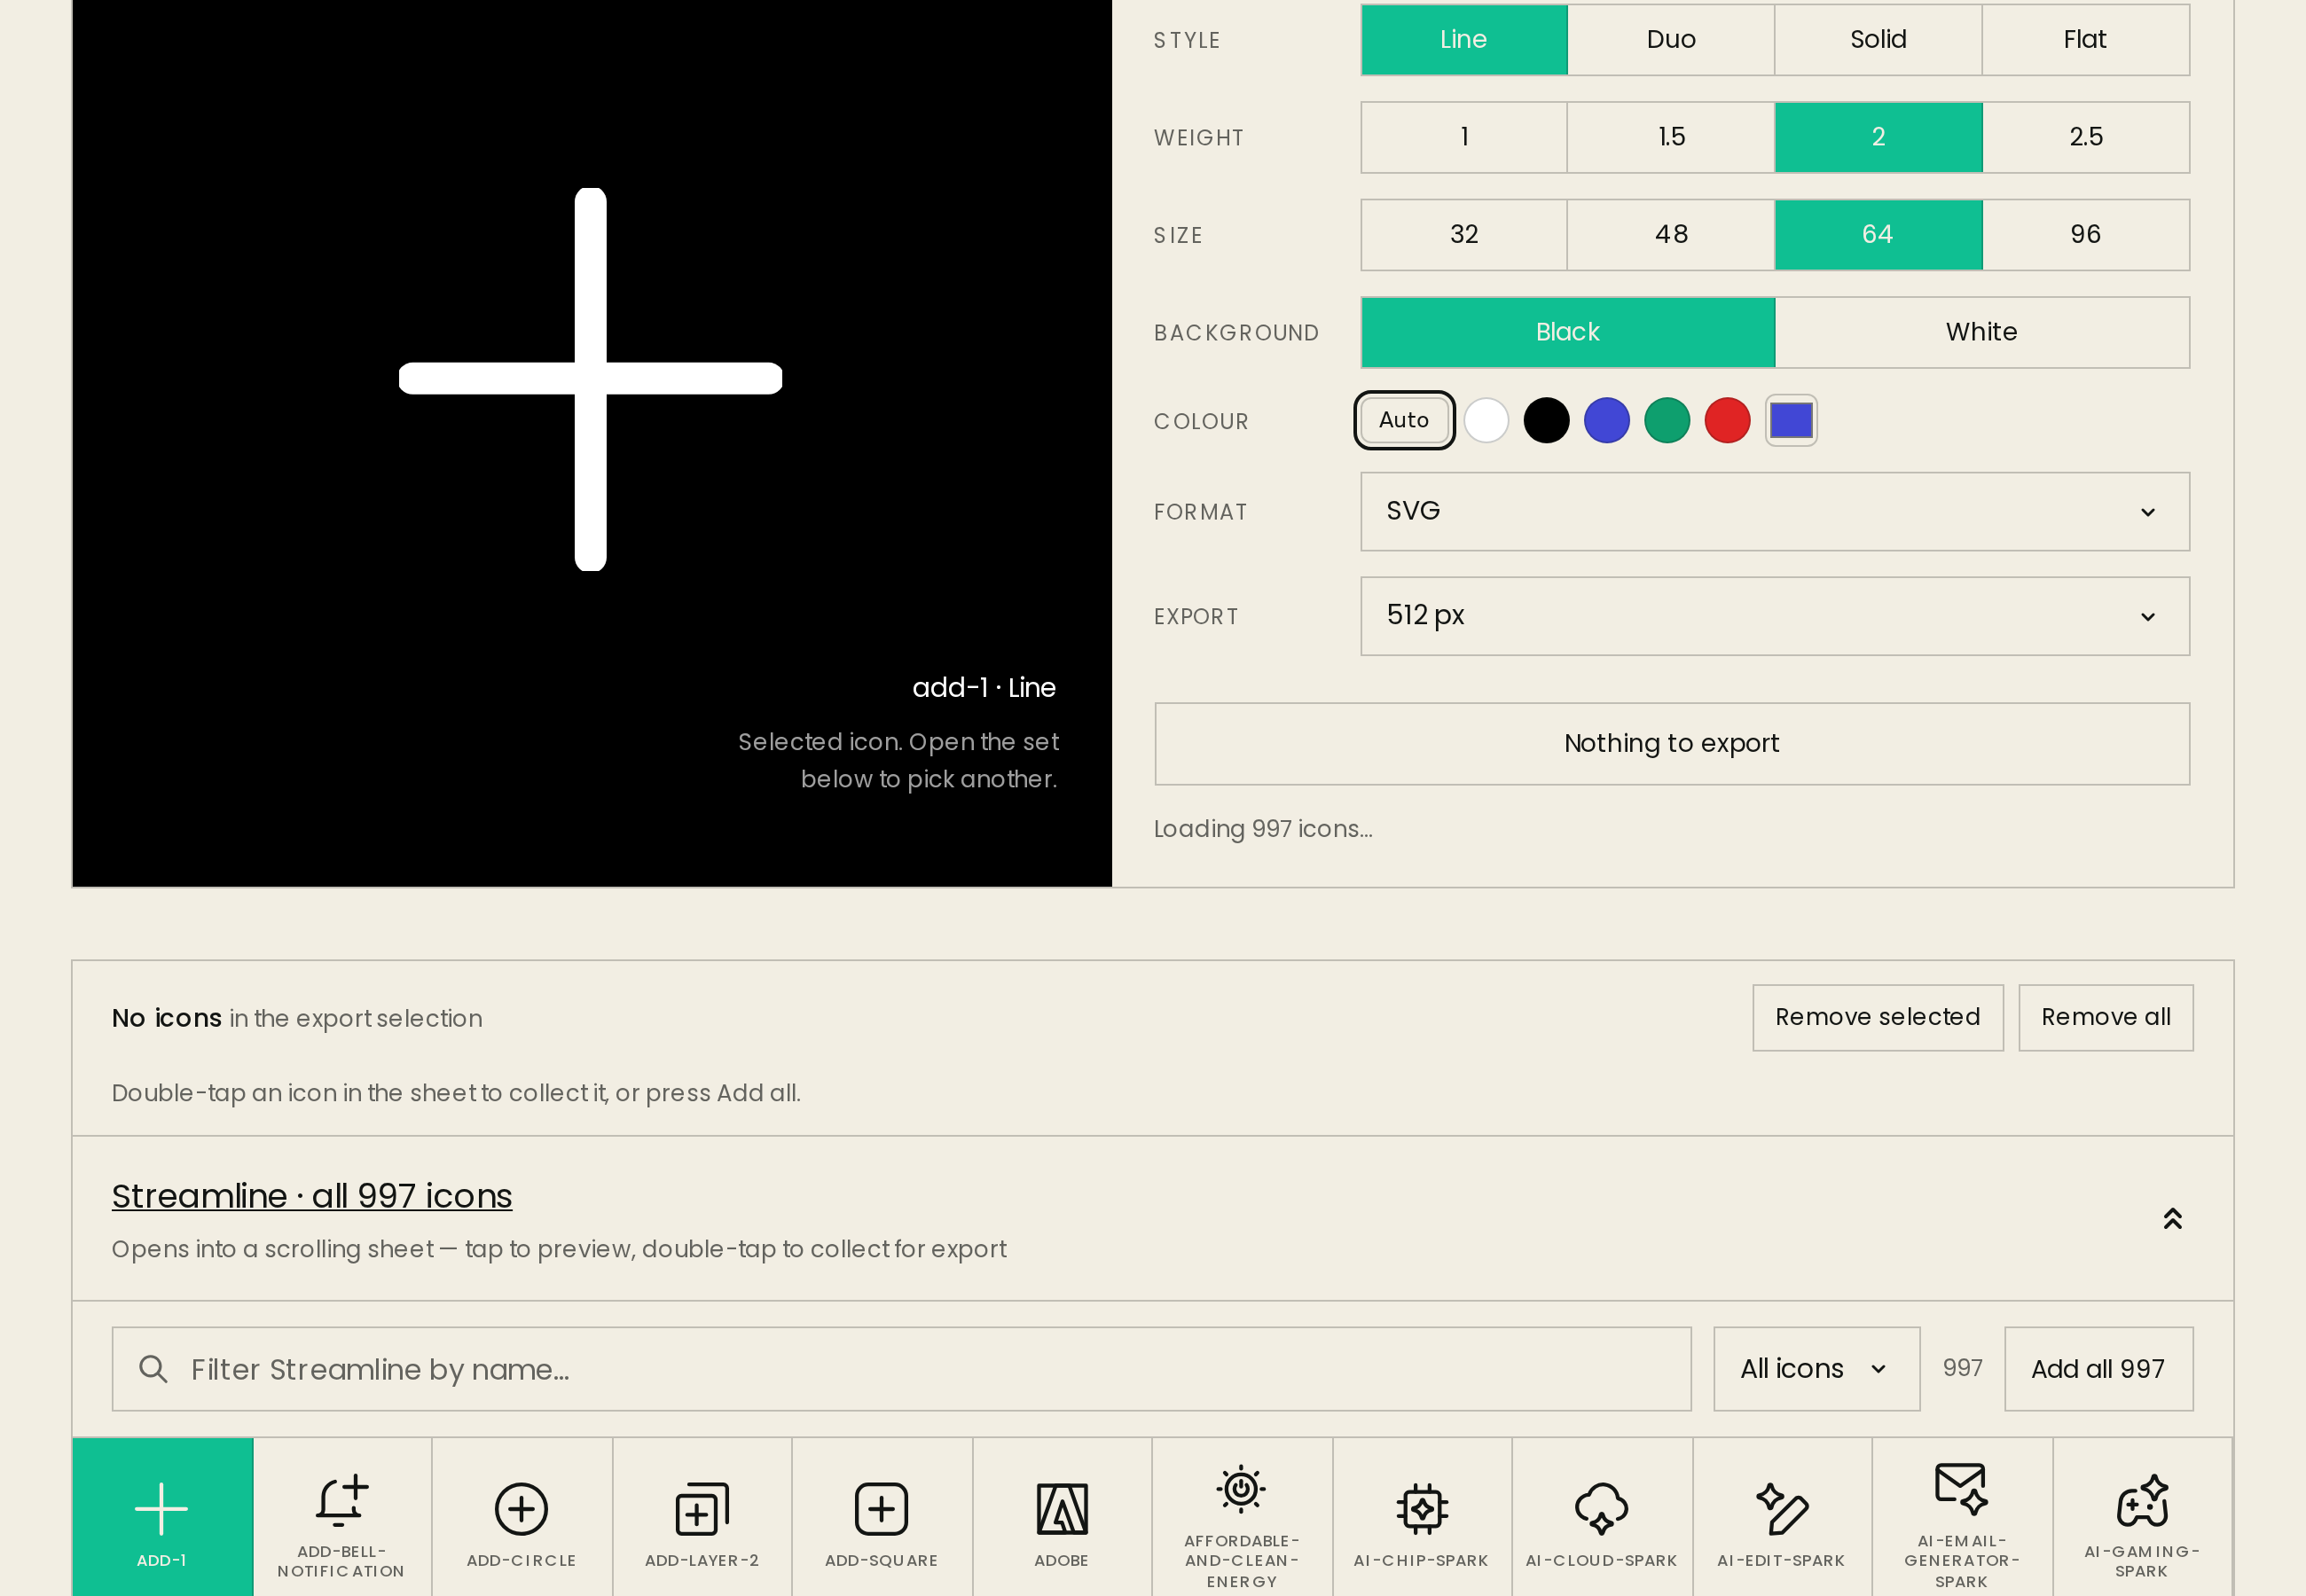 STYLE
Line
Duo
Solid
Flat
WEIGHT
1
1.5
2
2.5
SIZE
32
48
64
96
BACKGROUND
Black
White
COLOUR
Auto
FORMAT
SVG
EXPORT
512 px
add-1 · Line
Selected icon. Open the set
below to pick another.
Nothing to export
Loading 997 icons...
No icons in the export selection
Remove selected
Remove all
Double-tap an icon in the sheet to collect it, or press Add all.
Streamline · all 997 icons
Opens into a scrolling sheet — tap to preview, double-tap to collect for export
Filter Streamline by name...
All icons
997
Add all 997
ADD-1
ADD-BELL-
NOTIFICATION
ADD-CIRCLE
ADD-LAYER-2
ADD-SQUARE
ADOBE
AFFORDABLE-
AND-CLEAN-
ENERGY
AI-CHIP-SPARK
AI-CLOUD-SPARK
AI-EDIT-SPARK
AI-EMAIL-
GENERATOR-
SPARK
AI-GAMING-
SPARK